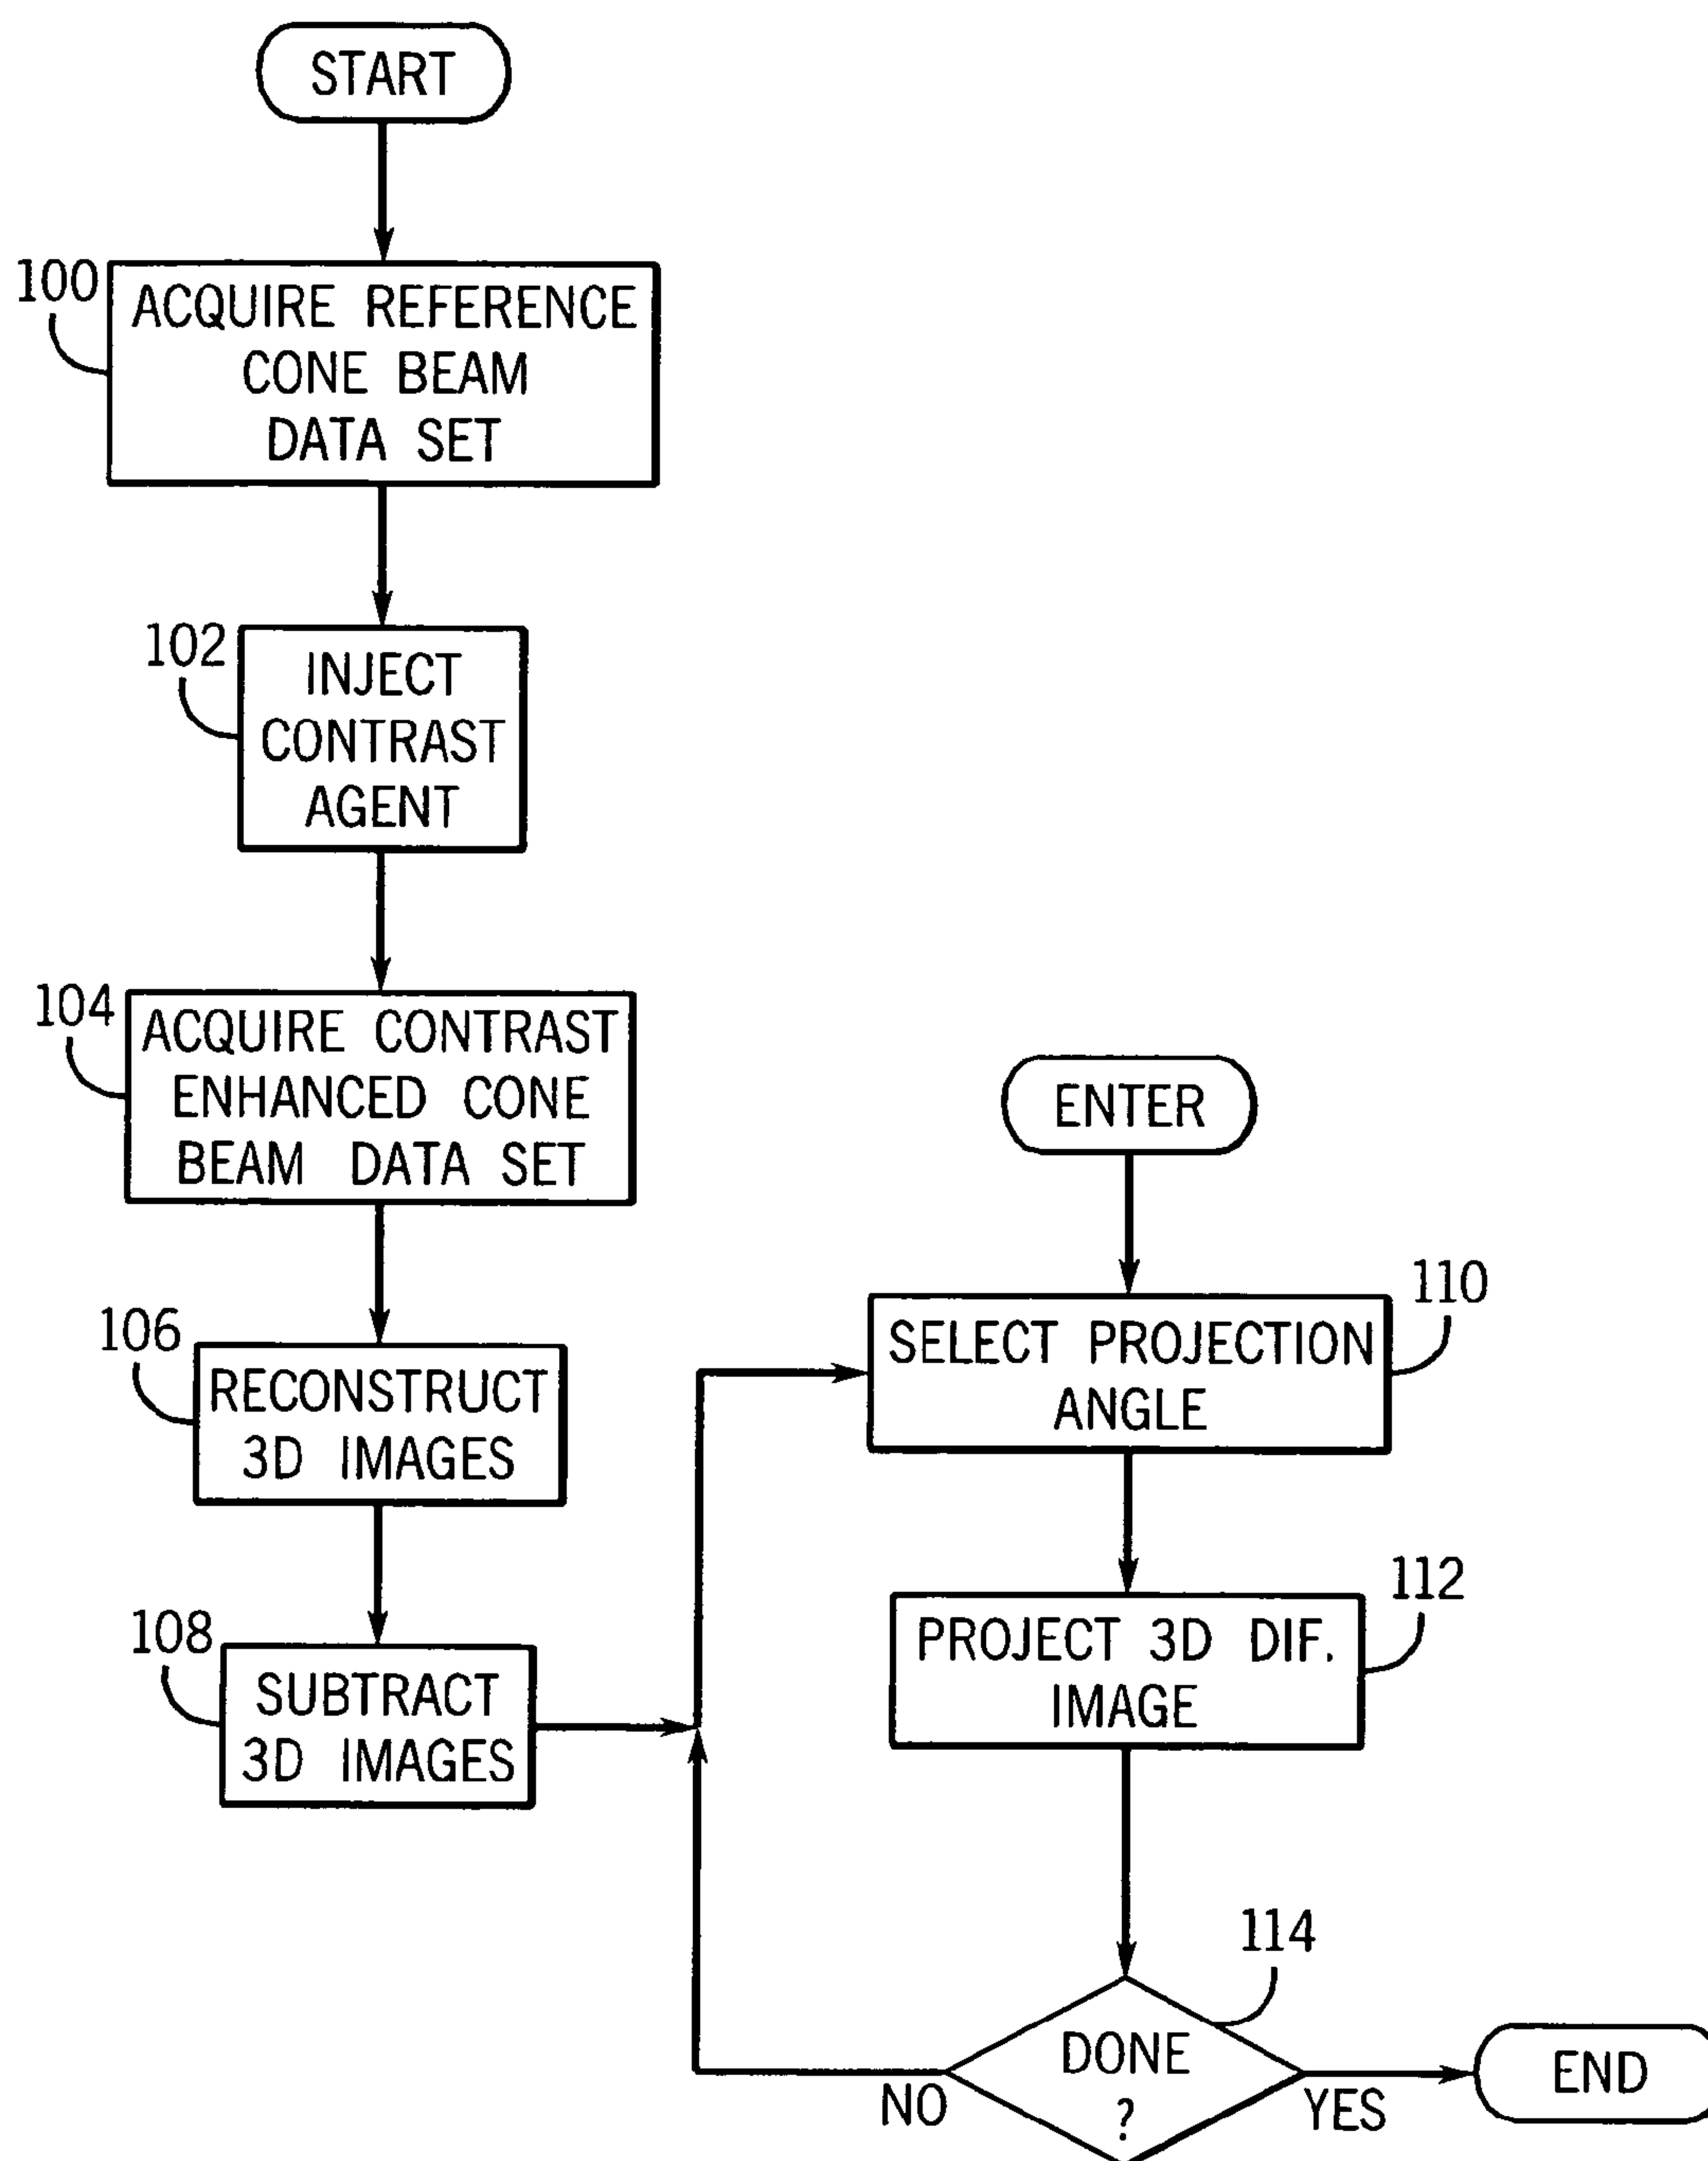 START
100
ACQUIRE REFERENCE
CONE BEAM
DATA SET
102
INJECT
CONTRAST
AGENT
104
ACQUIRE CONTRAST
ENHANCED CONE
BEAM DATA SET
106
RECONSTRUCT
3D IMAGES
108
SUBTRACT
3D IMAGES
ENTER
110
SELECT PROJECTION
ANGLE
112
PROJECT 3D DIF.
IMAGE
114
DONE
?
NO
YES
END